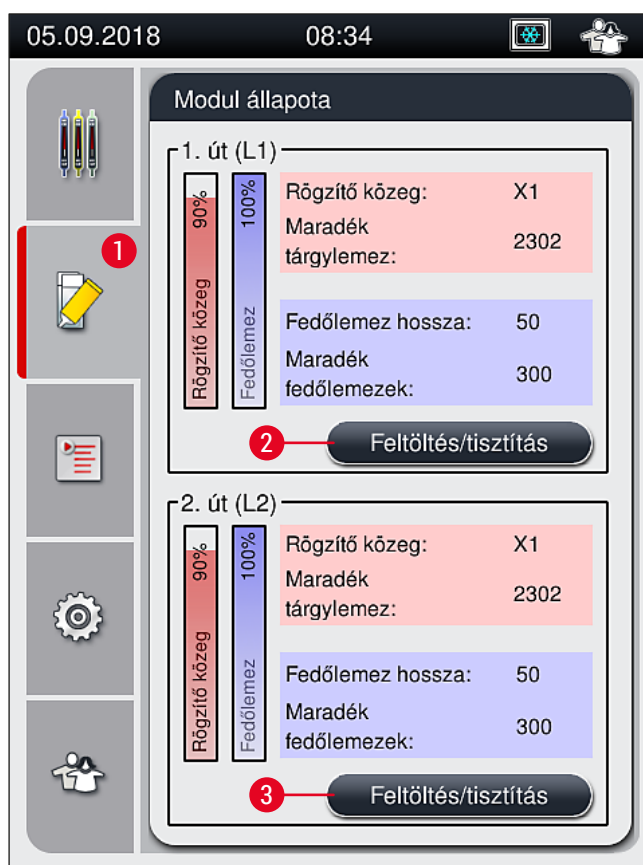 05.09.2018 08:34
Modul állapota
1. út (L1)
90%
Rögzítő közeg
100%
Fedőlemez
Rögzítő közeg: X1
Maradék
tárgylemez: 2302
Fedőlemez hossza: 50
Maradék
fedőlemezek: 300
1
2
Feltöltés/tisztítás
2. út (L2)
90%
Rögzítő közeg
100%
Fedőlemez
Rögzítő közeg: X1
Maradék
tárgylemez: 2302
Fedőlemez hossza: 50
Maradék
fedőlemezek: 300
3
Feltöltés/tisztítás